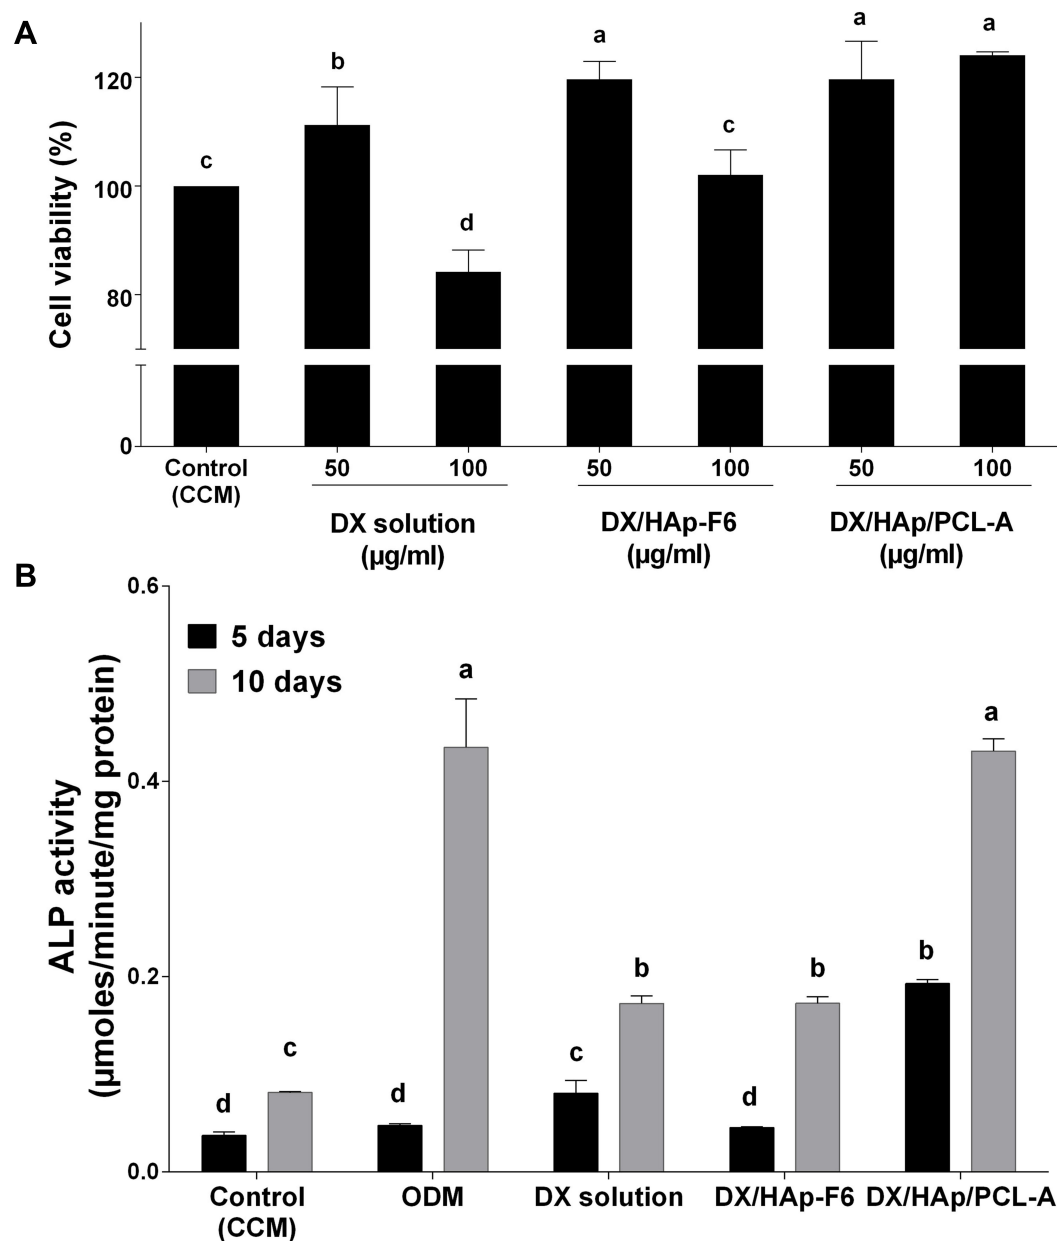 A
Cell viability (%)
120
100
80
0
c
b
d
a
c
a
a
Control
(CCM)
50
100
50
100
50
100
DX solution
(µg/ml)
DX/HAp-F6
(µg/ml)
DX/HAp/PCL-A
(µg/ml)
B
ALP activity
(µmoles/minute/mg protein)
0.6
0.4
0.2
0.0
5 days
10 days
d
c
d
a
c
b
d
b
b
a
Control
(CCM)
ODM
DX solution
DX/HAp-F6
DX/HAp/PCL-A